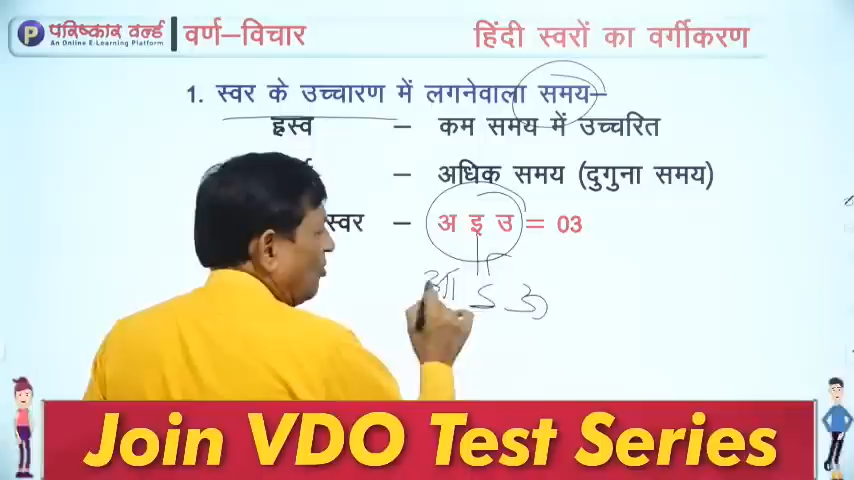 P परिष्कार वर्ल्ड
An Online E-Learning Platform
वर्ण–विचार
हिंदी स्वरों का वर्गीकरण
1. स्वर के उच्चारण में लगनेवाला समय–
ह्रस्व – कम समय में उच्चरित
– अधिक समय (दुगुना समय)
स्वर – अ इ उ = 03
आ ई ऊ
Join VDO Test Series